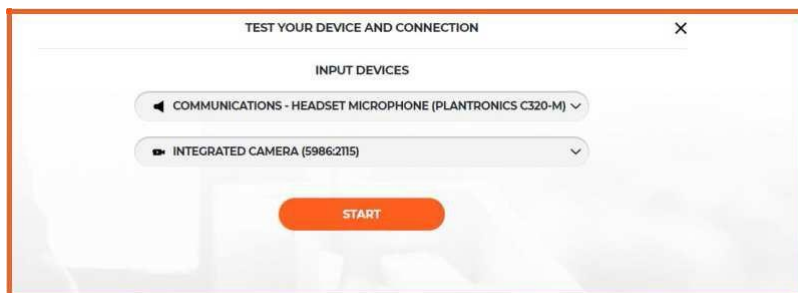 TEST YOUR DEVICE AND CONNECTION
INPUT DEVICES
COMMUNICATIONS - HEADSET MICROPHONE (PLANTRONICS C320-M)
INTEGRATED CAMERA (5986:2115)
START